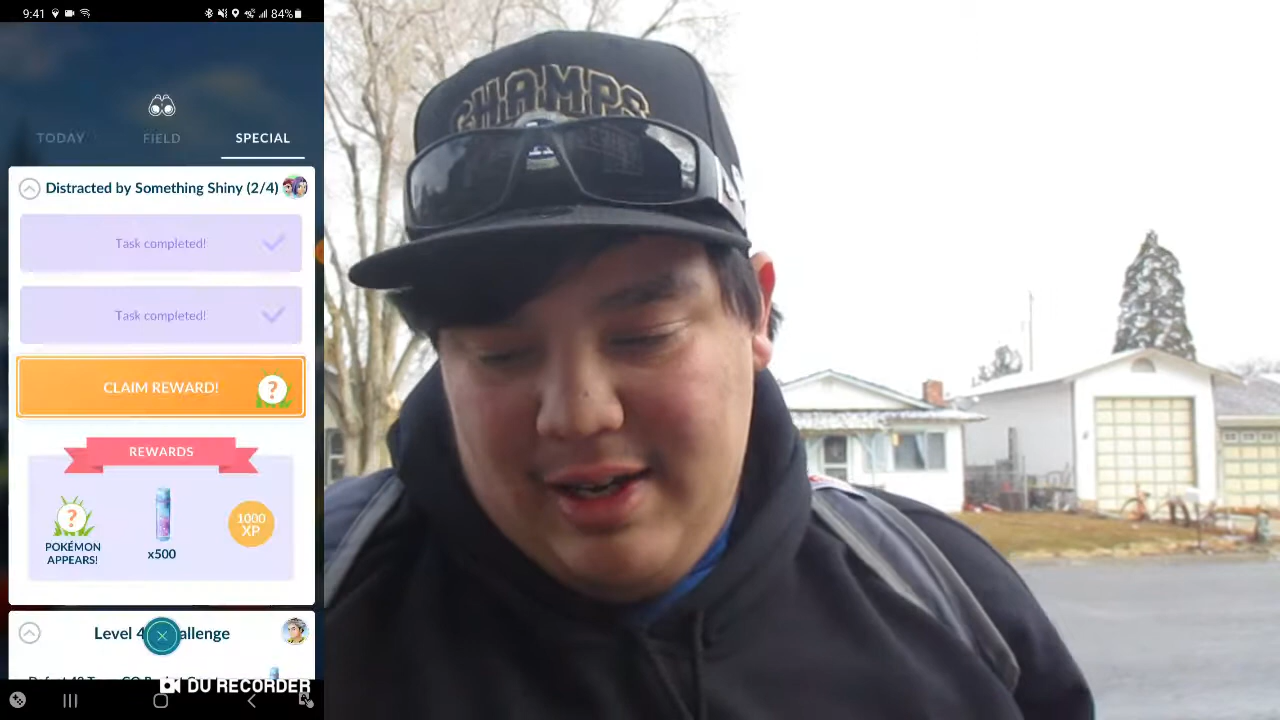 9:41
84%
TODAY
FIELD
SPECIAL
Distracted by Something Shiny (2/4)
Task completed!
Task completed!
CLAIM REWARD!
?
REWARDS
?
1000
XP
POKÉMON
APPEARS!
x500
Level 4
DU RECORDER
CHAMPS